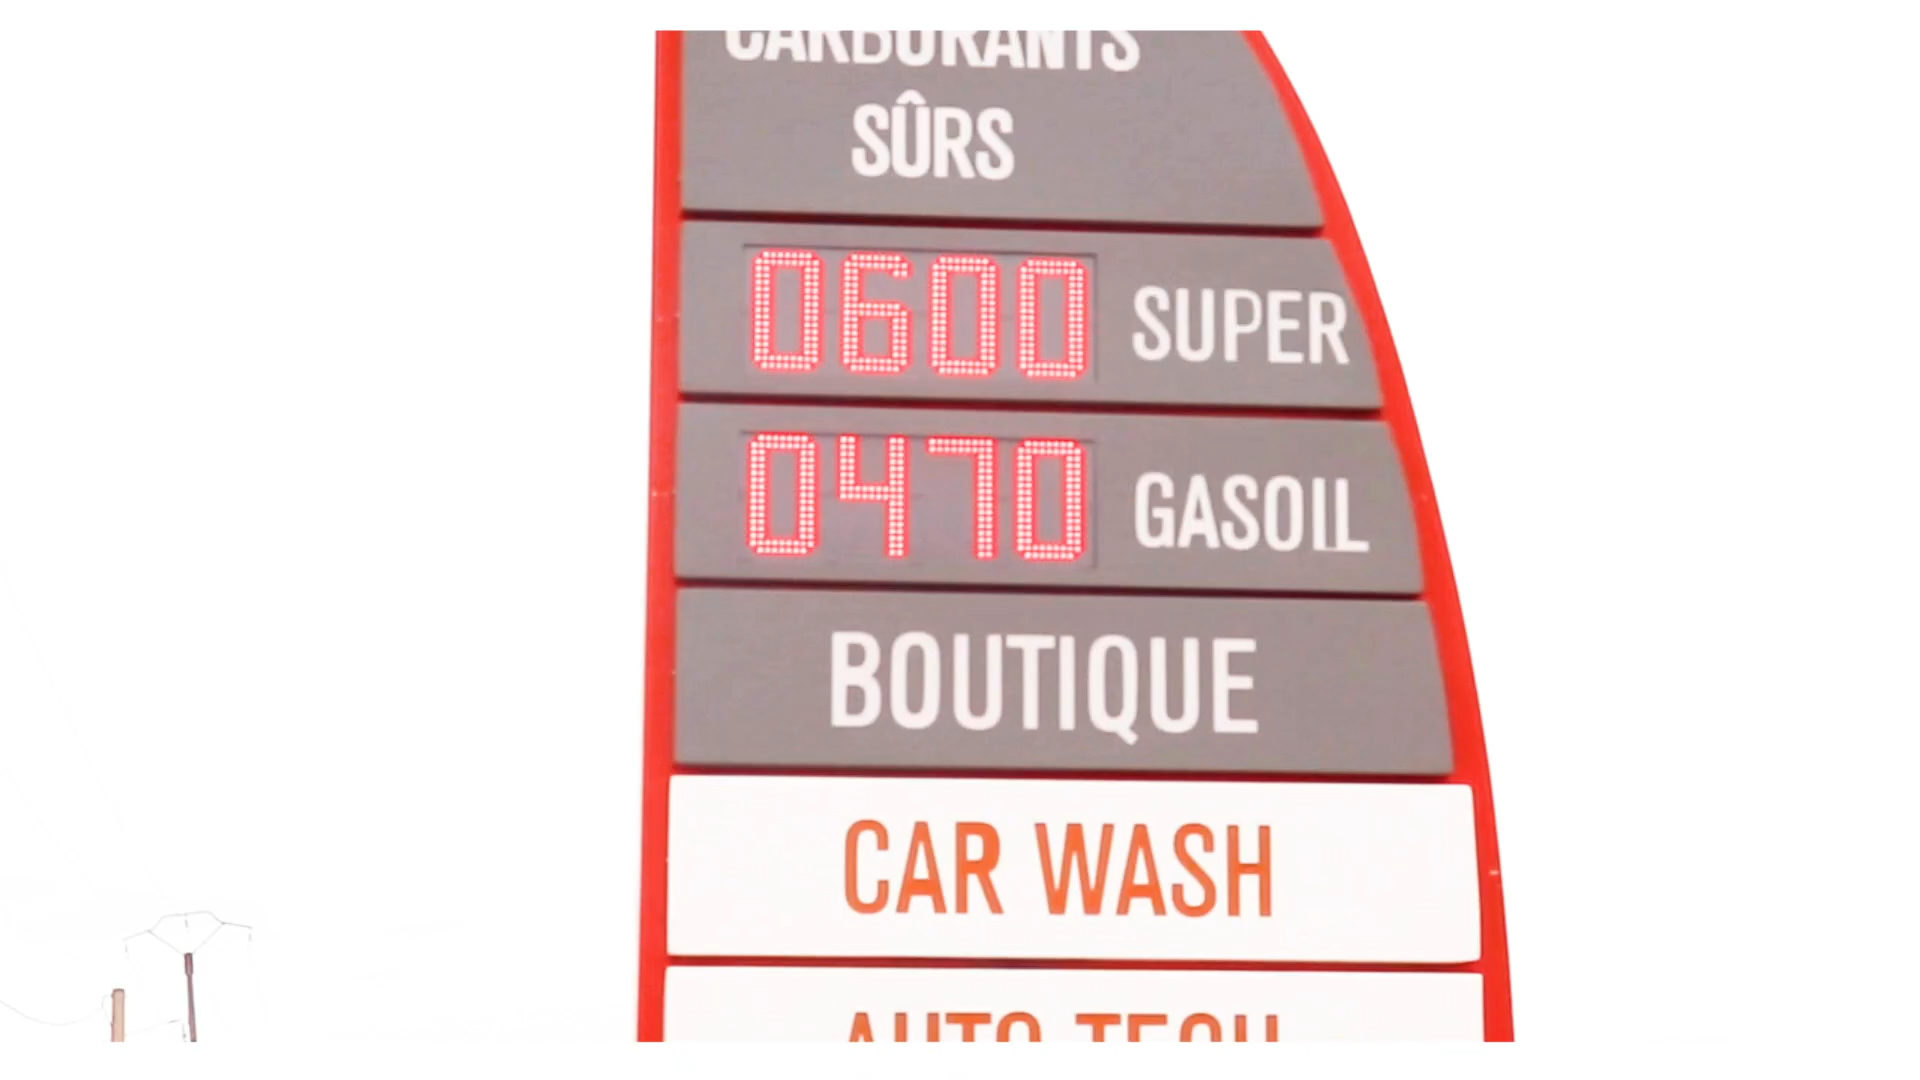 CARBURANTS
SÛRS
0600 SUPER
0470 GASOIL
BOUTIQUE
CAR WASH
AUTO TECH